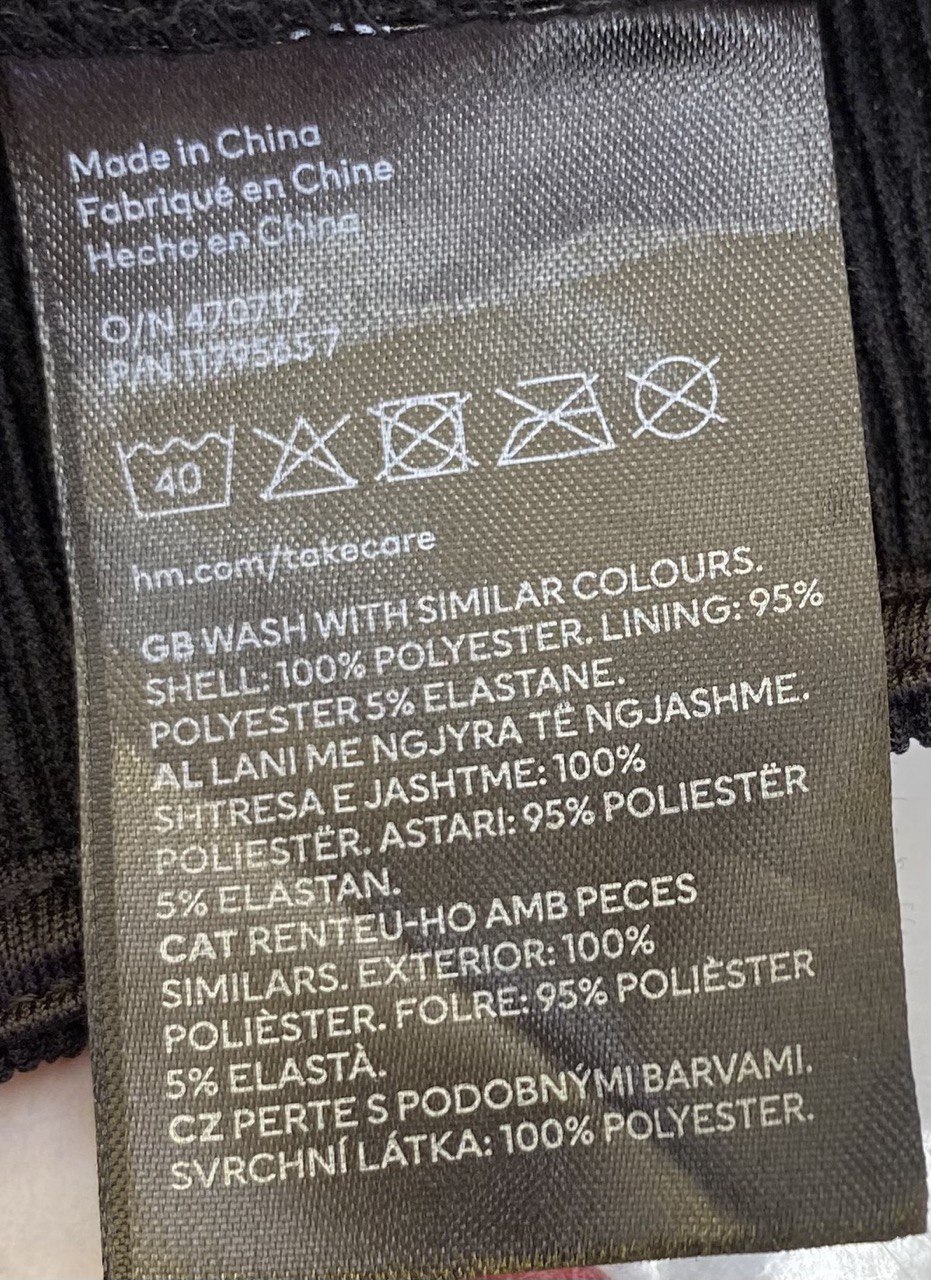 Made in China
Fabriqué en Chine
Hecho en China
O/N 470717
P/N
40
hm.com/takecare
GB WASH WITH SIMILAR COLOURS.
SHELL: 100% POLYESTER. LINING: 95%
POLYESTER 5% ELASTANE.
AL LANI ME NGJYRA TË NGJASHME.
SHTRESA E JASHTME: 100%
POLIESTËR. ASTARI: 95% POLIESTËR
5% ELASTAN.
CAT RENTEU-HO AMB PECES
SIMILARS. EXTERIOR: 100%
POLIÈSTER. FOLRE: 95% POLIÈSTER
5% ELASTÀ.
CZ PERTE S PODOBNÝMI BARVAMI.
SVRCHNÍ LÁTKA: 100% POLYESTER.